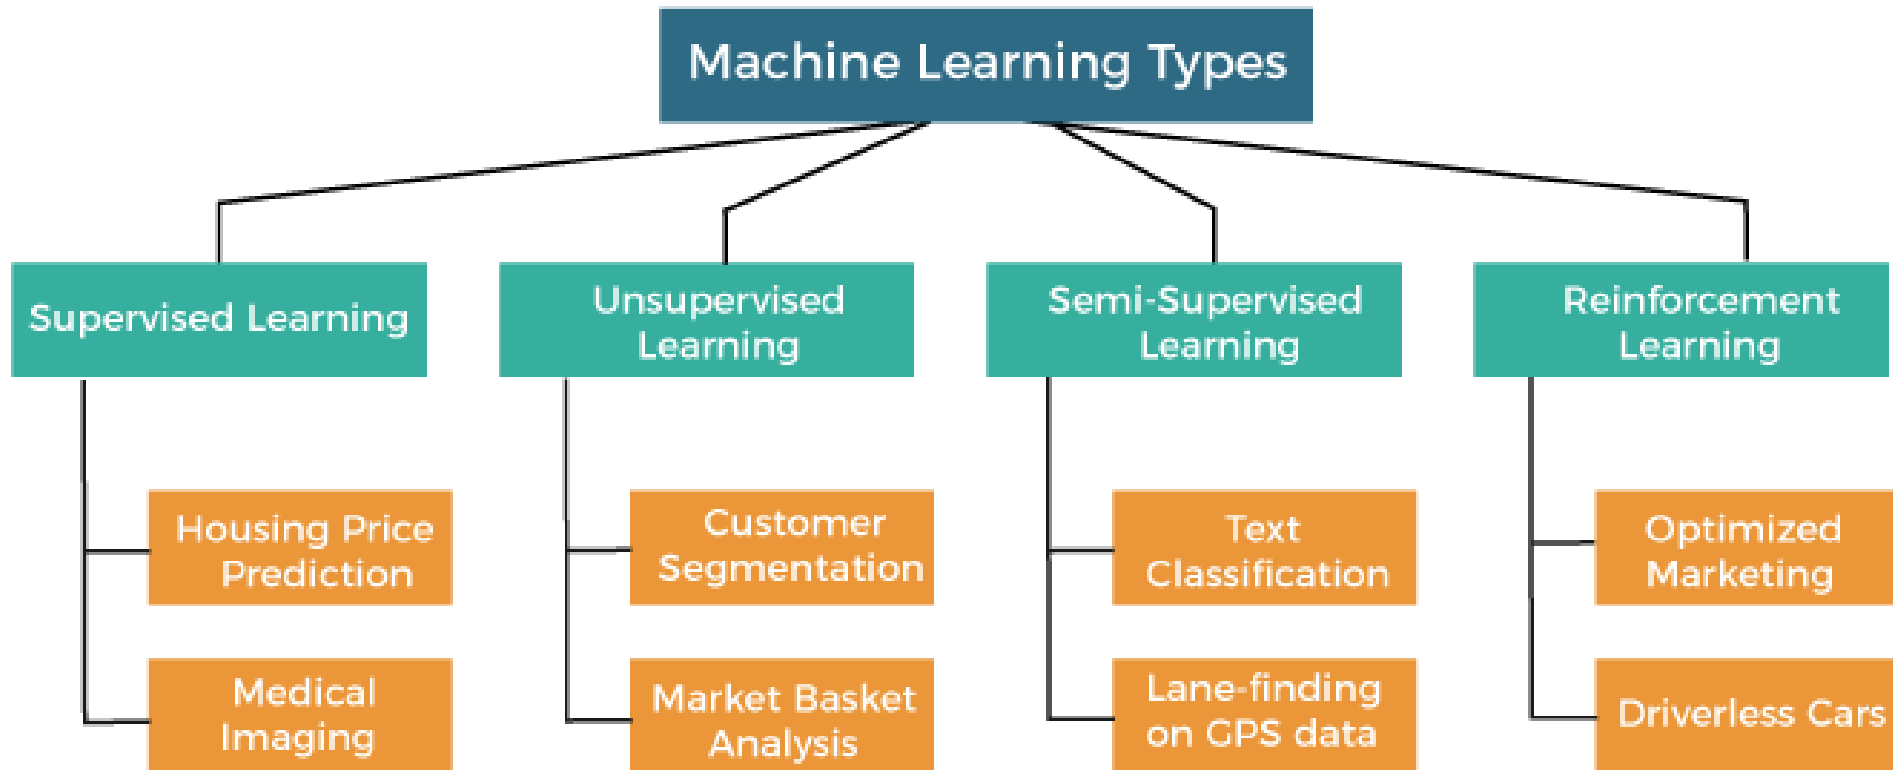 Machine Learning Types
Supervised Learning
Unsupervised
Learning
Semi-Supervised
Learning
Reinforcement
Learning
Housing Price
Prediction
Medical
Imaging
Customer
Segmentation
Market Basket
Analysis
Text
Classification
Lane-finding
on GPS data
Optimized
Marketing
Driverless Cars